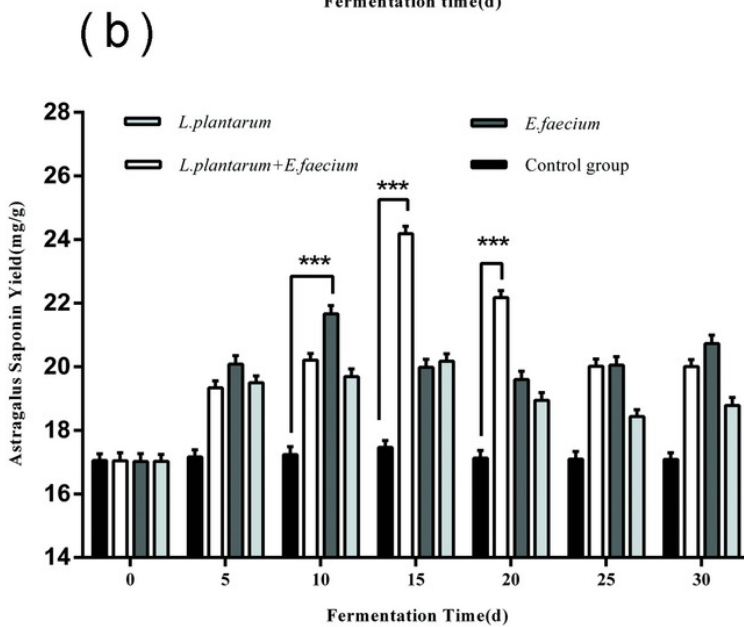 Fermentation time(d)
(b)
28
L.plantarum
E.faecium
L.plantarum+E.faecium
Control group
26
24
22
20
18
16
14
***
***
***
Astragalus Saponin Yield(mg/g)
0 5 10 15 20 25 30
Fermentation Time(d)